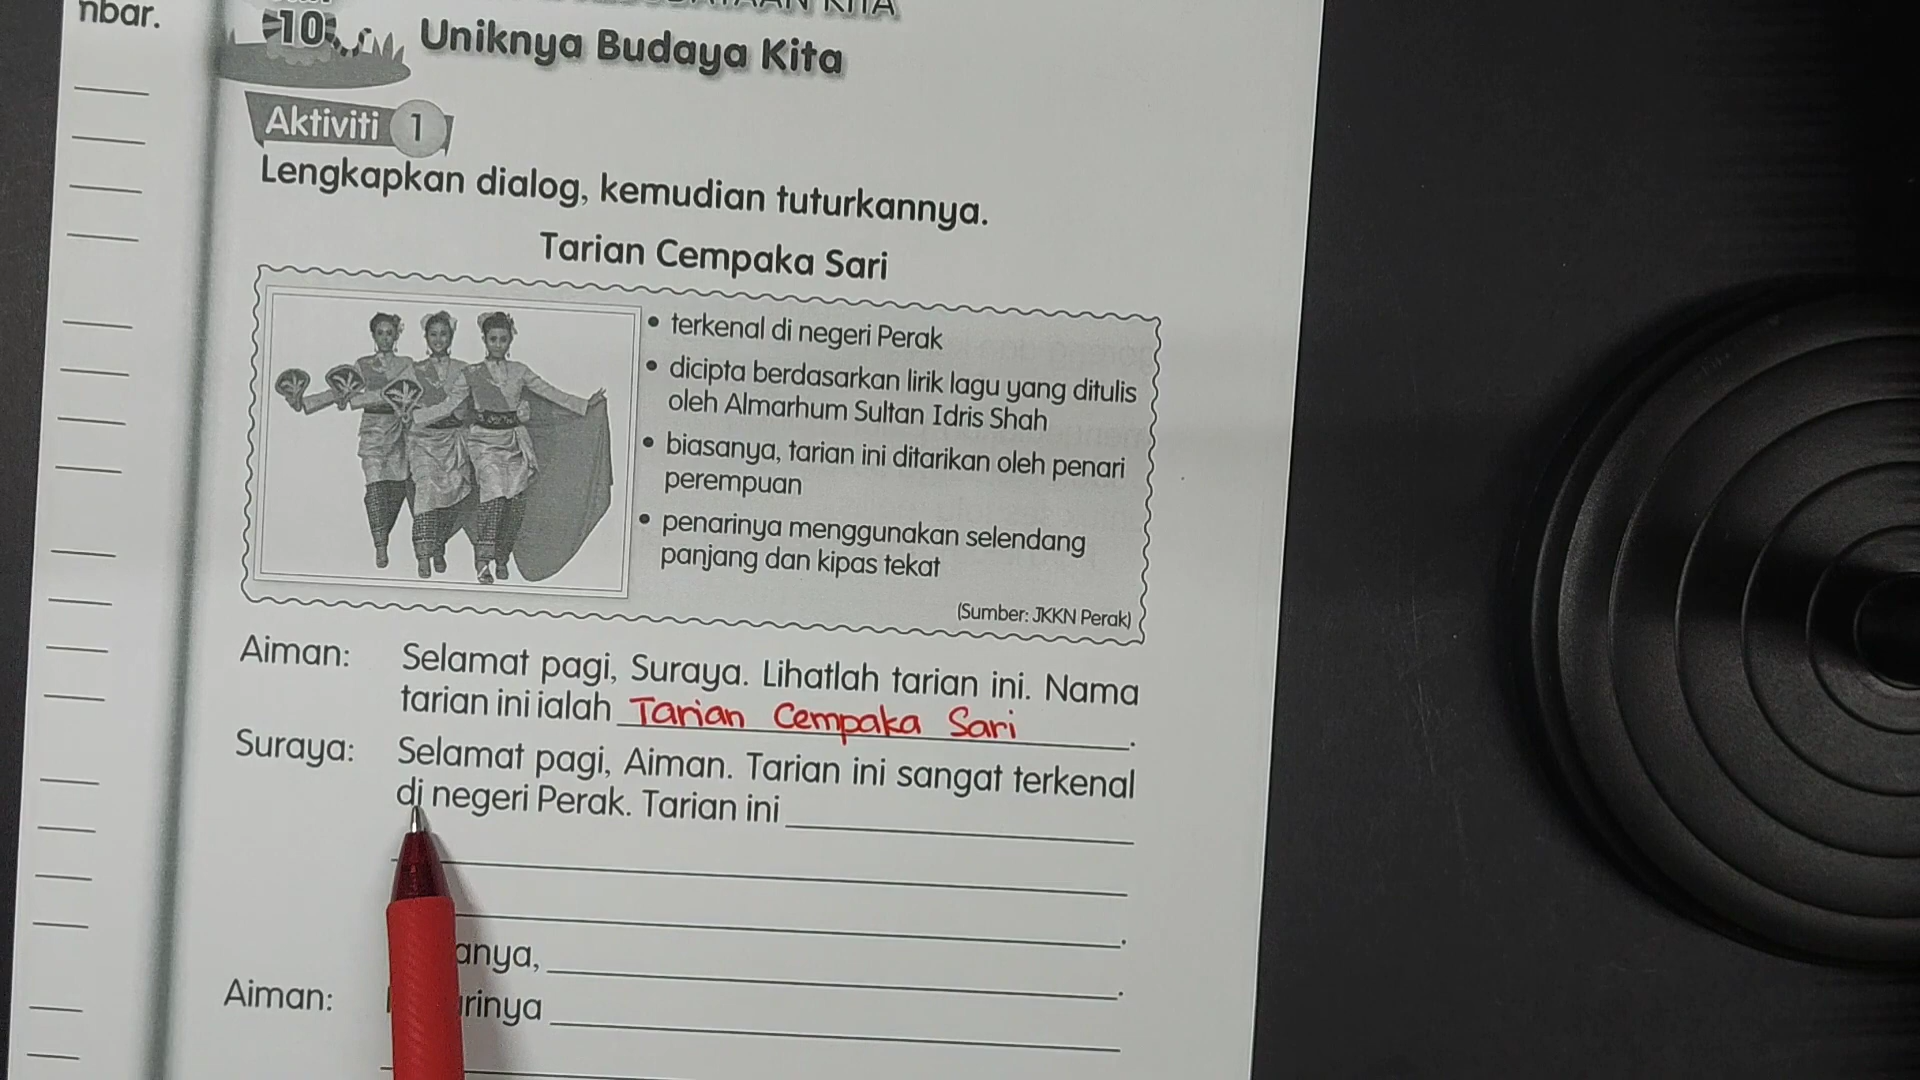 nbar.
10
Uniknya Budaya Kita
Aktiviti 1
Lengkapkan dialog, kemudian tuturkannya.
Tarian Cempaka Sari
• terkenal di negeri Perak
• dicipta berdasarkan lirik lagu yang ditulis
oleh Almarhum Sultan Idris Shah
• biasanya, tarian ini ditarikan oleh penari
perempuan
• penarinya menggunakan selendang
panjang dan kipas tekat
(Sumber: JKKN Perak)
Aiman: Selamat pagi, Suraya. Lihatlah tarian ini. Nama
tarian ini ialah Tarian Cempaka Sari.
Suraya: Selamat pagi, Aiman. Tarian ini sangat terkenal
di negeri Perak. Tarian ini
anya,
Aiman: rinya